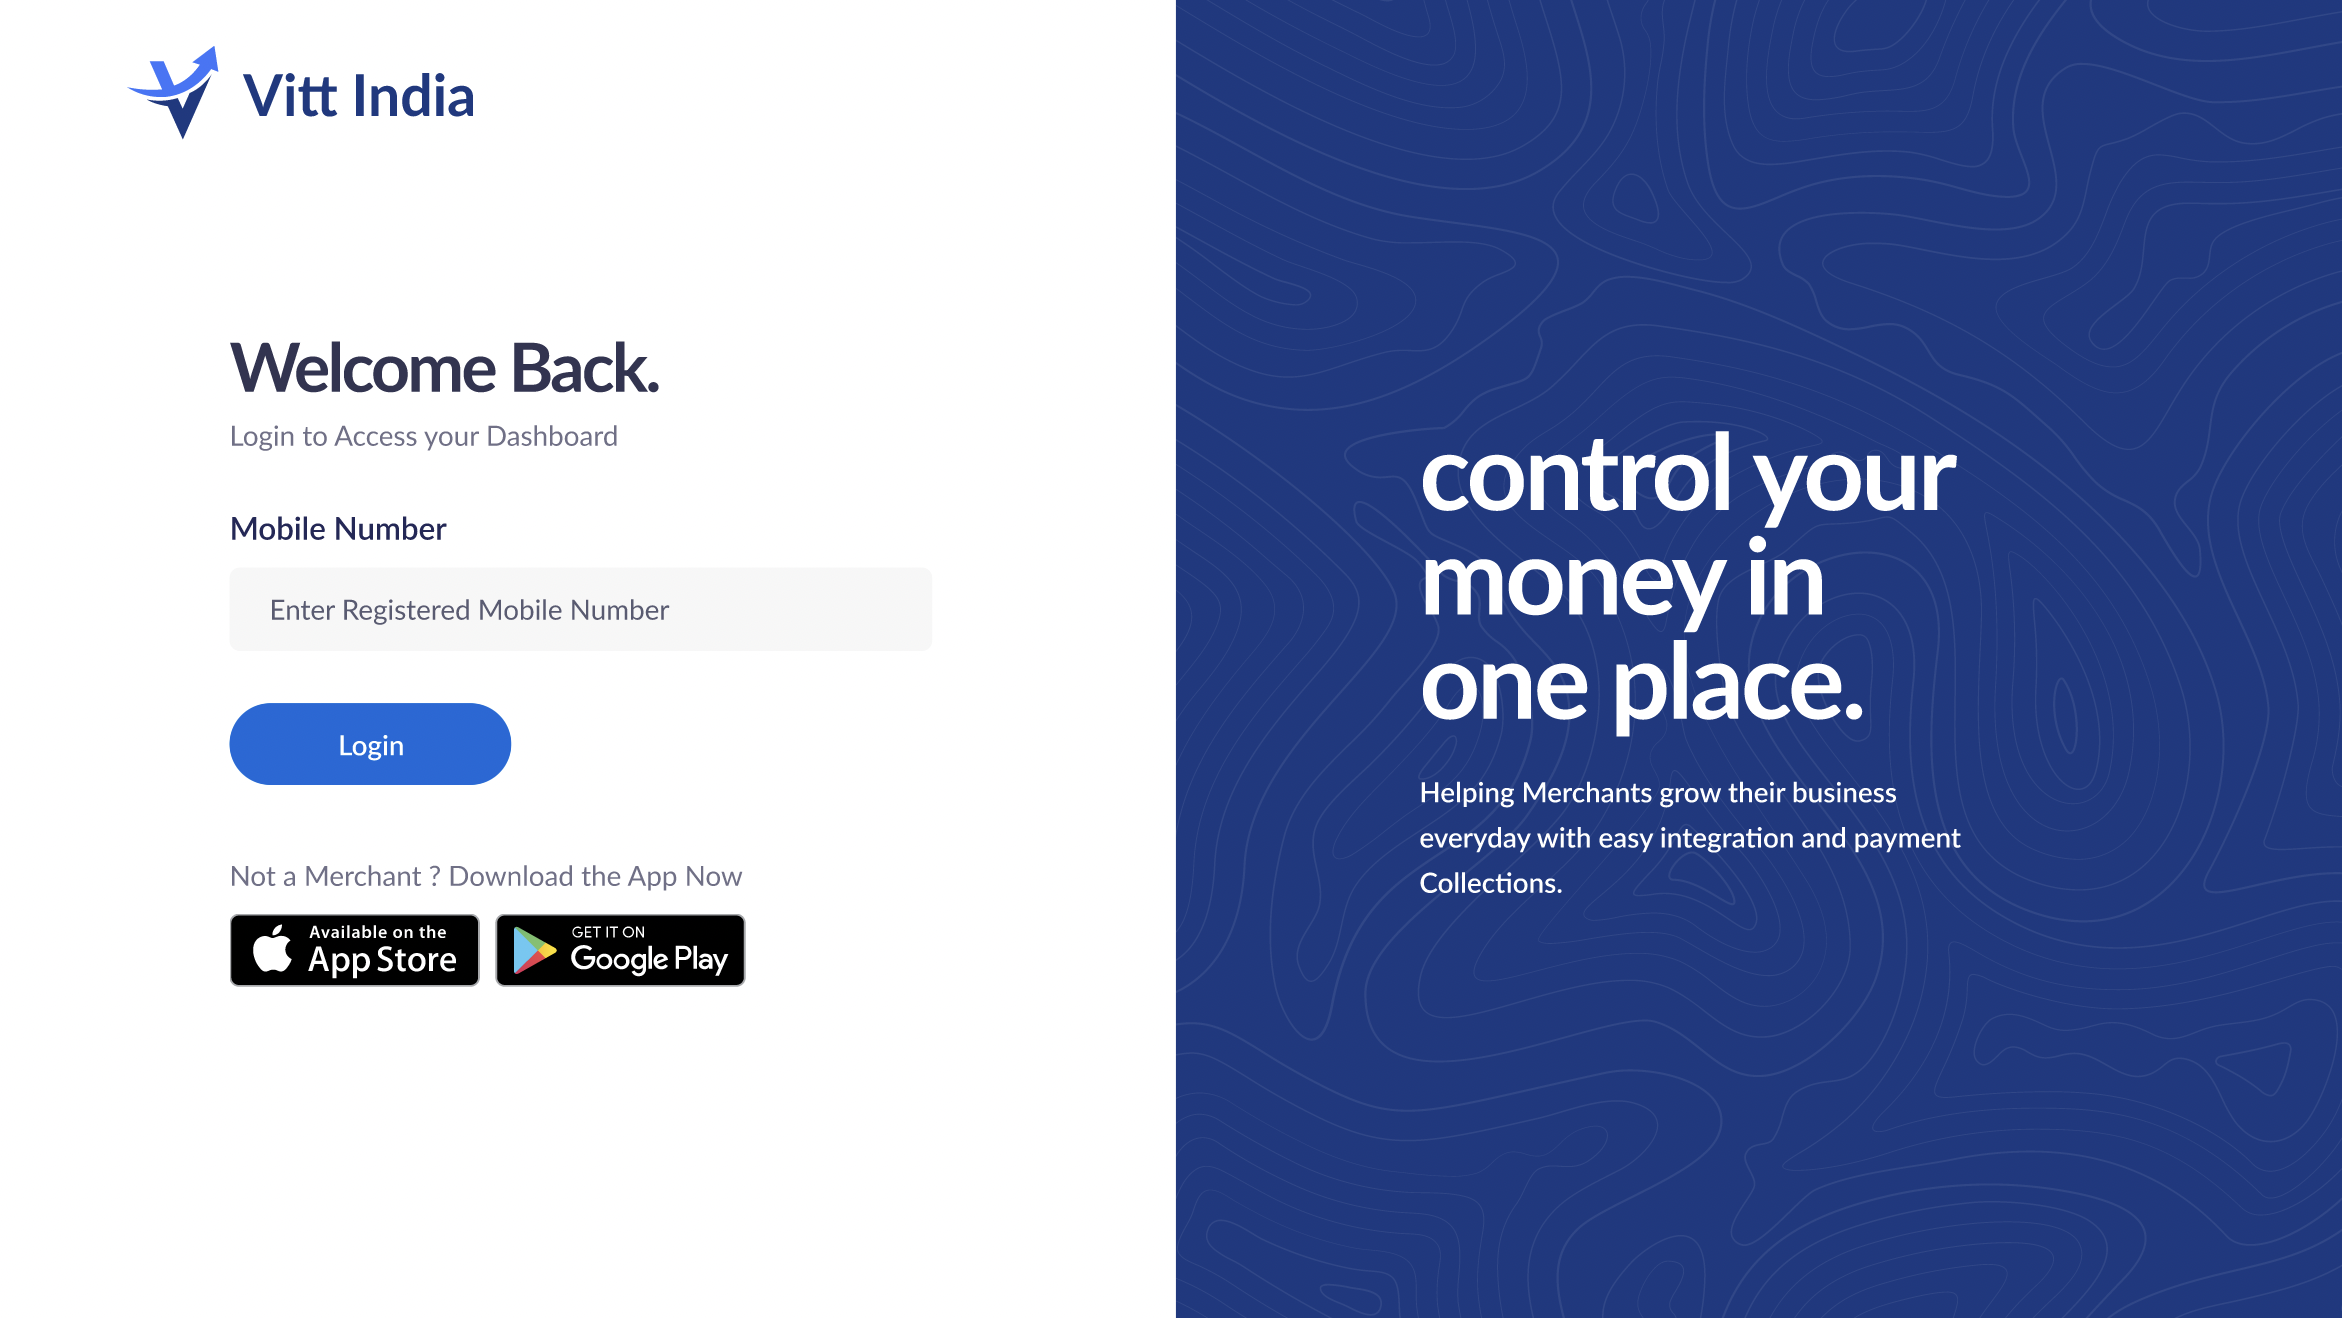 Vitt India
Welcome Back.
Login to Access your Dashboard
Mobile Number
Enter Registered Mobile Number
Login
Not a Merchant ? Download the App Now
Available on the
App Store
GET IT ON
Google Play
control your
money in
one place.
Helping Merchants grow their business
everyday with easy integration and payment
Collections.